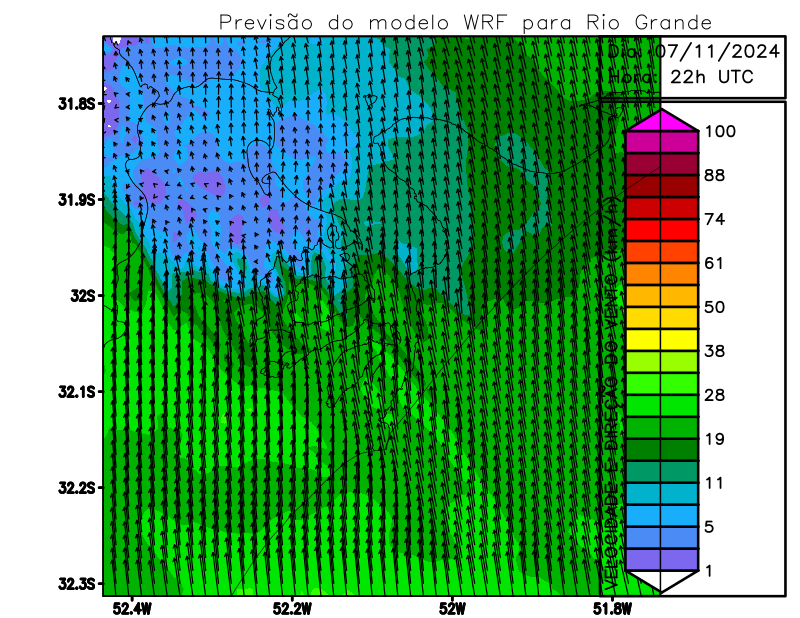 Previsão do modelo WRF para Rio Grande
Dia: 07/11/2024
Hora: 22h UTC
31.8S
31.9S
32S
32.1S
32.2S
32.3S
52.4W
52.2W
52W
51.8W
VELOCIDADE E DIREÇÃO DO VENTO (km/h)
100
88
74
61
50
38
28
19
11
5
1